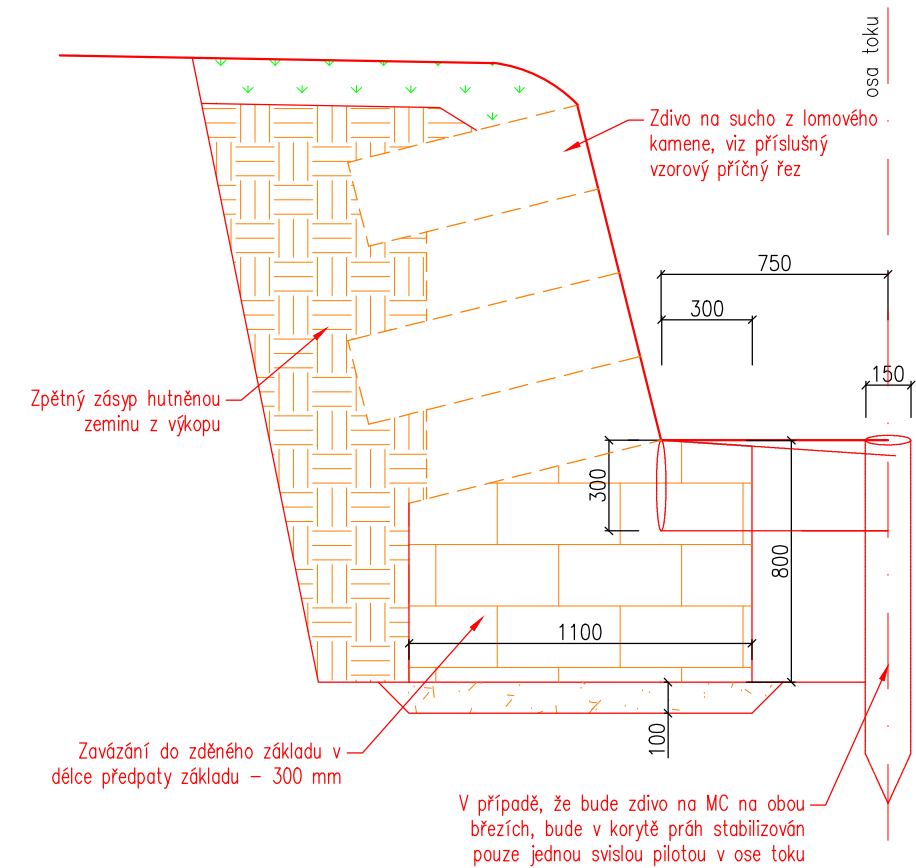 osa toku
Zdivo na sucho z lomového
kamene, viz příslušný
vzorový příčný řez
750
300
150
Zpětný zásyp hutněnou
zeminu z výkopu
300
800
1100
100
Zavázání do zděného základu v
délce předpaty základu – 300 mm
V případě, že bude zdivo na MC na obou
březích, bude v korytě práh stabilizován
pouze jednou svislou pilotou v ose toku